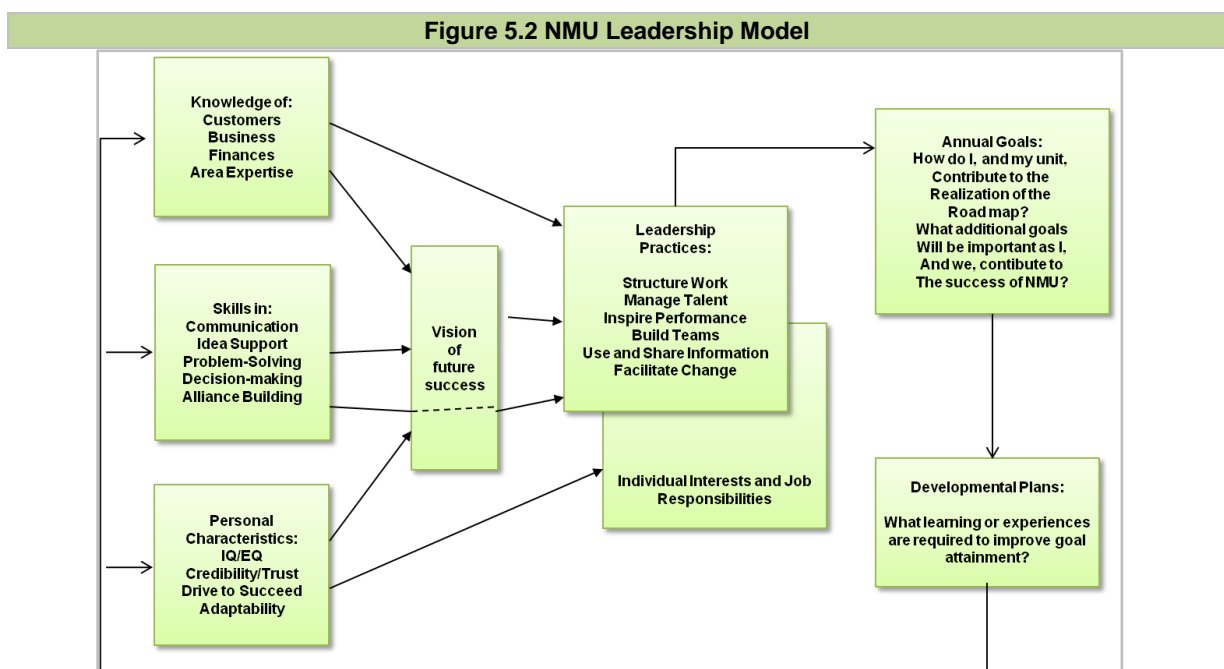 Figure 5.2 NMU Leadership Model
Knowledge of:
Customers
Business
Finances
Area Expertise
Skills in:
Communication
Idea Support
Problem-Solving
Decision-making
Alliance Building
Personal
Characteristics:
IQ/EQ
Credibility/Trust
Drive to Succeed
Adaptability
Vision
of
future
success
Leadership
Practices:
Structure Work
Manage Talent
Inspire Performance
Build Teams
Use and Share Information
Facilitate Change
Individual Interests and Job
Responsibilities
Annual Goals:
How do I, and my unit,
Contribute to the
Realization of the
Road map?
What additional goals
Will be important as I,
And we, contibute to
The success of NMU?
Developmental Plans:
What learning or experiences
are required to improve goal
attainment?